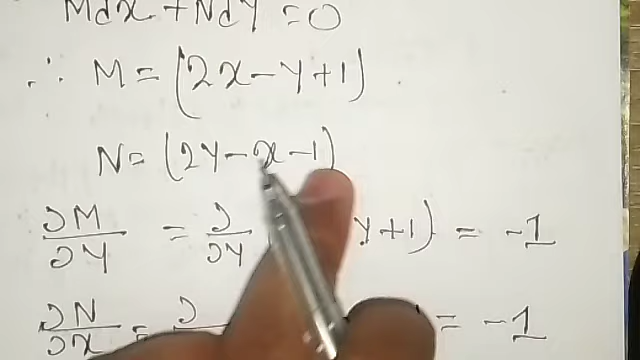 Mdx + Ndy = 0
∴ M = (2x - y + 1)
N = (2y - x - 1)
∂M/∂y = ∂/∂y ( y + 1) = -1
∂N/∂x = ∂ = -1